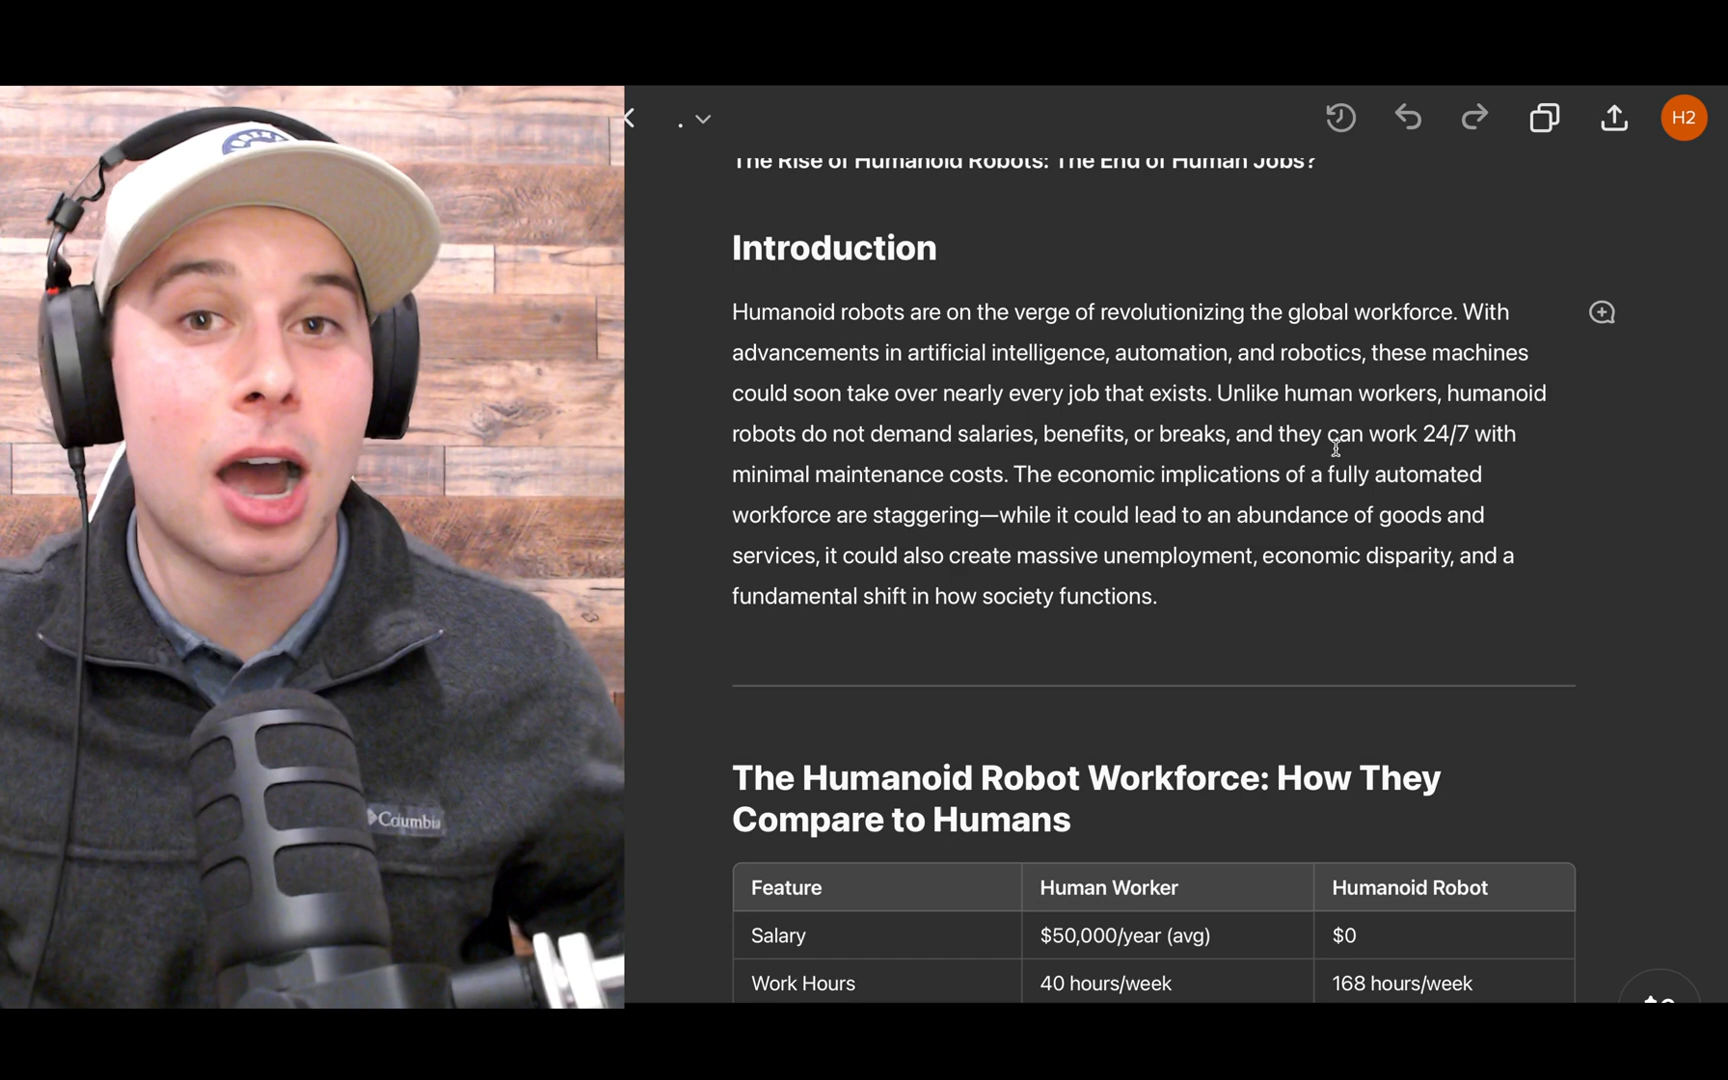 H2
The Rise of Humanoid Robots: The End of Human Jobs?
Introduction
Humanoid robots are on the verge of revolutionizing the global workforce. With
advancements in artificial intelligence, automation, and robotics, these machines
could soon take over nearly every job that exists. Unlike human workers, humanoid
robots do not demand salaries, benefits, or breaks, and they can work 24/7 with
minimal maintenance costs. The economic implications of a fully automated
workforce are staggering—while it could lead to an abundance of goods and
services, it could also create massive unemployment, economic disparity, and a
fundamental shift in how society functions.
The Humanoid Robot Workforce: How They
Compare to Humans
Feature Human Worker Humanoid Robot
Salary $50,000/year (avg) $0
Work Hours 40 hours/week 168 hours/week
Columbia